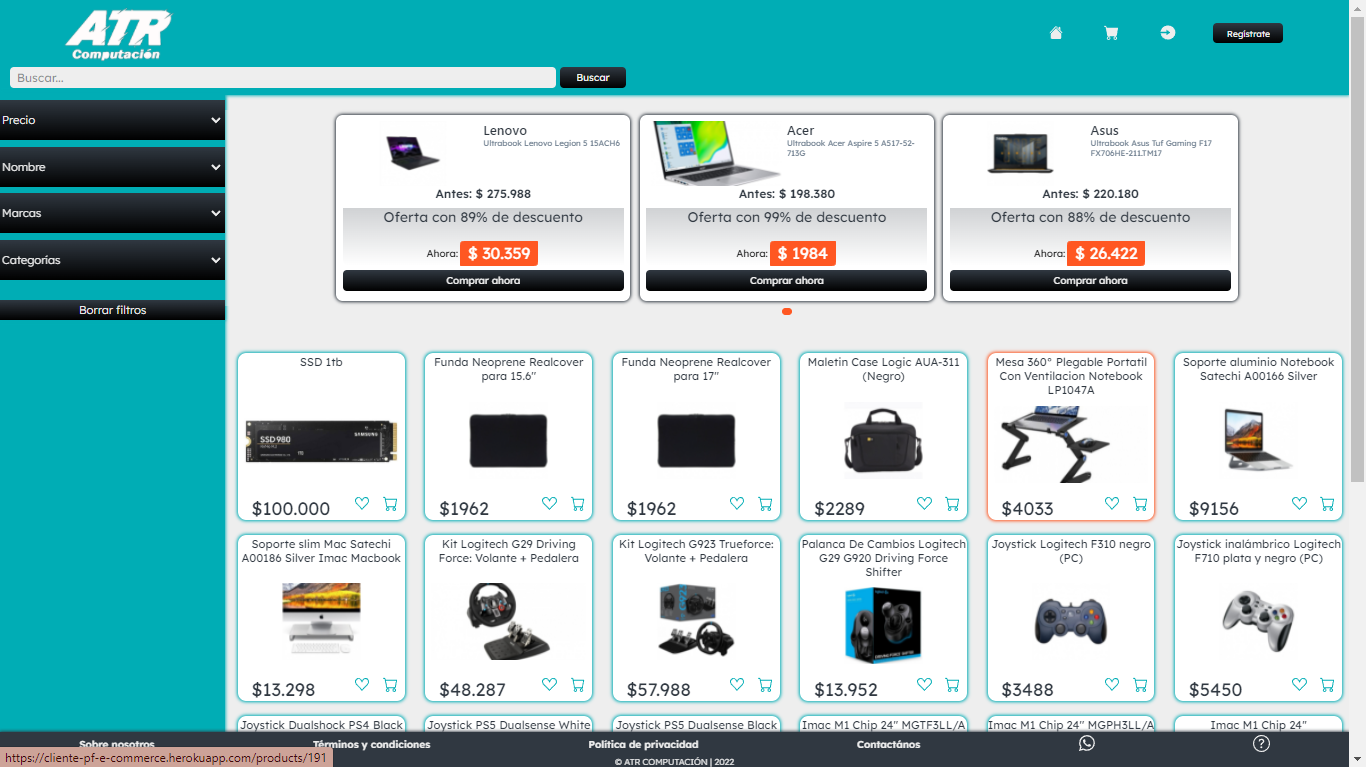 ATR
Computación
Regístrate
Buscar...
Buscar
Precio
Nombre
Marcas
Categorías
Borrar filtros
Lenovo
Ultrabook Lenovo Legion 5 15ACH6
Antes: $ 275.988
Oferta con 89% de descuento
Ahora: $ 30.359
Comprar ahora
Acer
Ultrabook Acer Aspire 5 A517-52-
713G
Antes: $ 198.380
Oferta con 99% de descuento
Ahora: $ 1984
Comprar ahora
Asus
Ultrabook Asus Tuf Gaming F17
FX706HE-211.TM17
Antes: $ 220.180
Oferta con 88% de descuento
Ahora: $ 26.422
Comprar ahora
SSD 1tb
SSD 980
SAMSUNG
$100.000
Funda Neoprene Realcover
para 15.6"
$1962
Funda Neoprene Realcover
para 17"
$1962
Maletin Case Logic AUA-311
(Negro)
$2289
Mesa 360° Plegable Portatil
Con Ventilacion Notebook
LP1047A
$4033
Soporte aluminio Notebook
Satechi A00166 Silver
$9156
Soporte slim Mac Satechi
A00186 Silver Imac Macbook
$13.298
Kit Logitech G29 Driving
Force: Volante + Pedalera
$48.287
Kit Logitech G923 Trueforce:
Volante + Pedalera
G923
$57.988
Palanca De Cambios Logitech
G29 G920 Driving Force
Shifter
DRIVING FORCE SHIFTER
$13.952
Joystick Logitech F310 negro
(PC)
$3488
Joystick inalámbrico Logitech
F710 plata y negro (PC)
$5450
Joystick Dualshock PS4 Black
Joystick PS5 Dualsense White
Joystick PS5 Dualsense Black
Imac M1 Chip 24" MGTF3LL/A
Imac M1 Chip 24" MGPH3LL/A
Imac M1 Chip 24"
Sobre nosotros
Términos y condiciones
Política de privacidad
Contactános
© ATR COMPUTACIÓN | 2022
https://cliente-pf-e-commerce.herokuapp.com/products/191